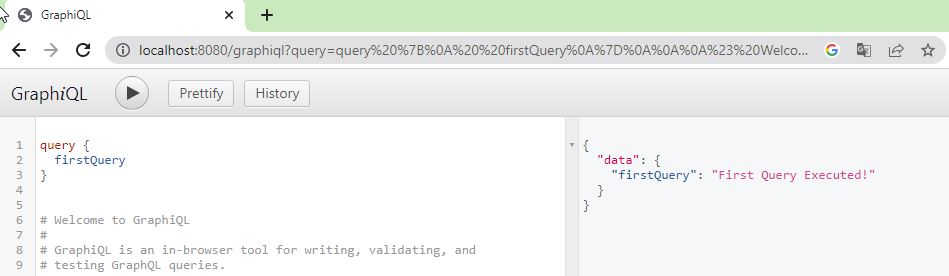 GraphiQL
localhost:8080/graphiql?query=query%20%7B%0A%20%20firstQuery%0A%7D%0A%0A%0A%23%20Welco...
GraphiQL
Prettify
History
1 query {
2 firstQuery
3 }
4
5
6 # Welcome to GraphiQL
7 #
8 # GraphiQL is an in-browser tool for writing, validating, and
9 # testing GraphQL queries.
{
"data": {
"firstQuery": "First Query Executed!"
}
}